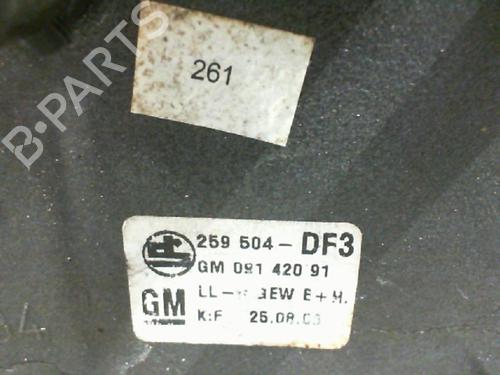 B-PARTS
261
259 504- DF3
GM 091 420 91
GM
K:F 25.08.03